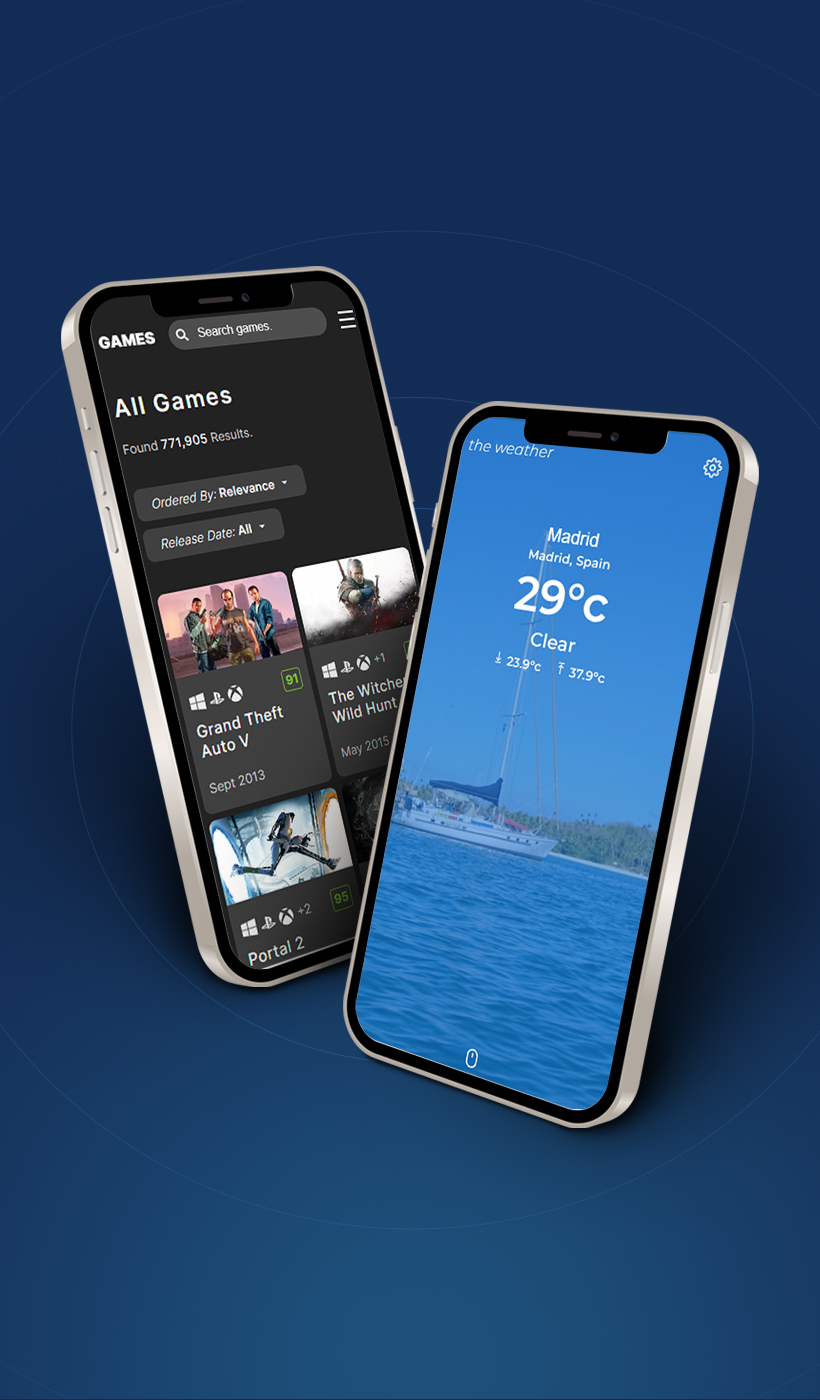 GAMES
Search games.
All Games
Found 771,905 Results.
Ordered By: Relevance
Release Date: All
91
Grand Theft
Auto V
Sept 2013
+1
The Witcher
Wild Hunt
May 2015
+2
95
Portal 2
the weather
Madrid
Madrid, Spain
29°c
Clear
23.9°c 37.9°c